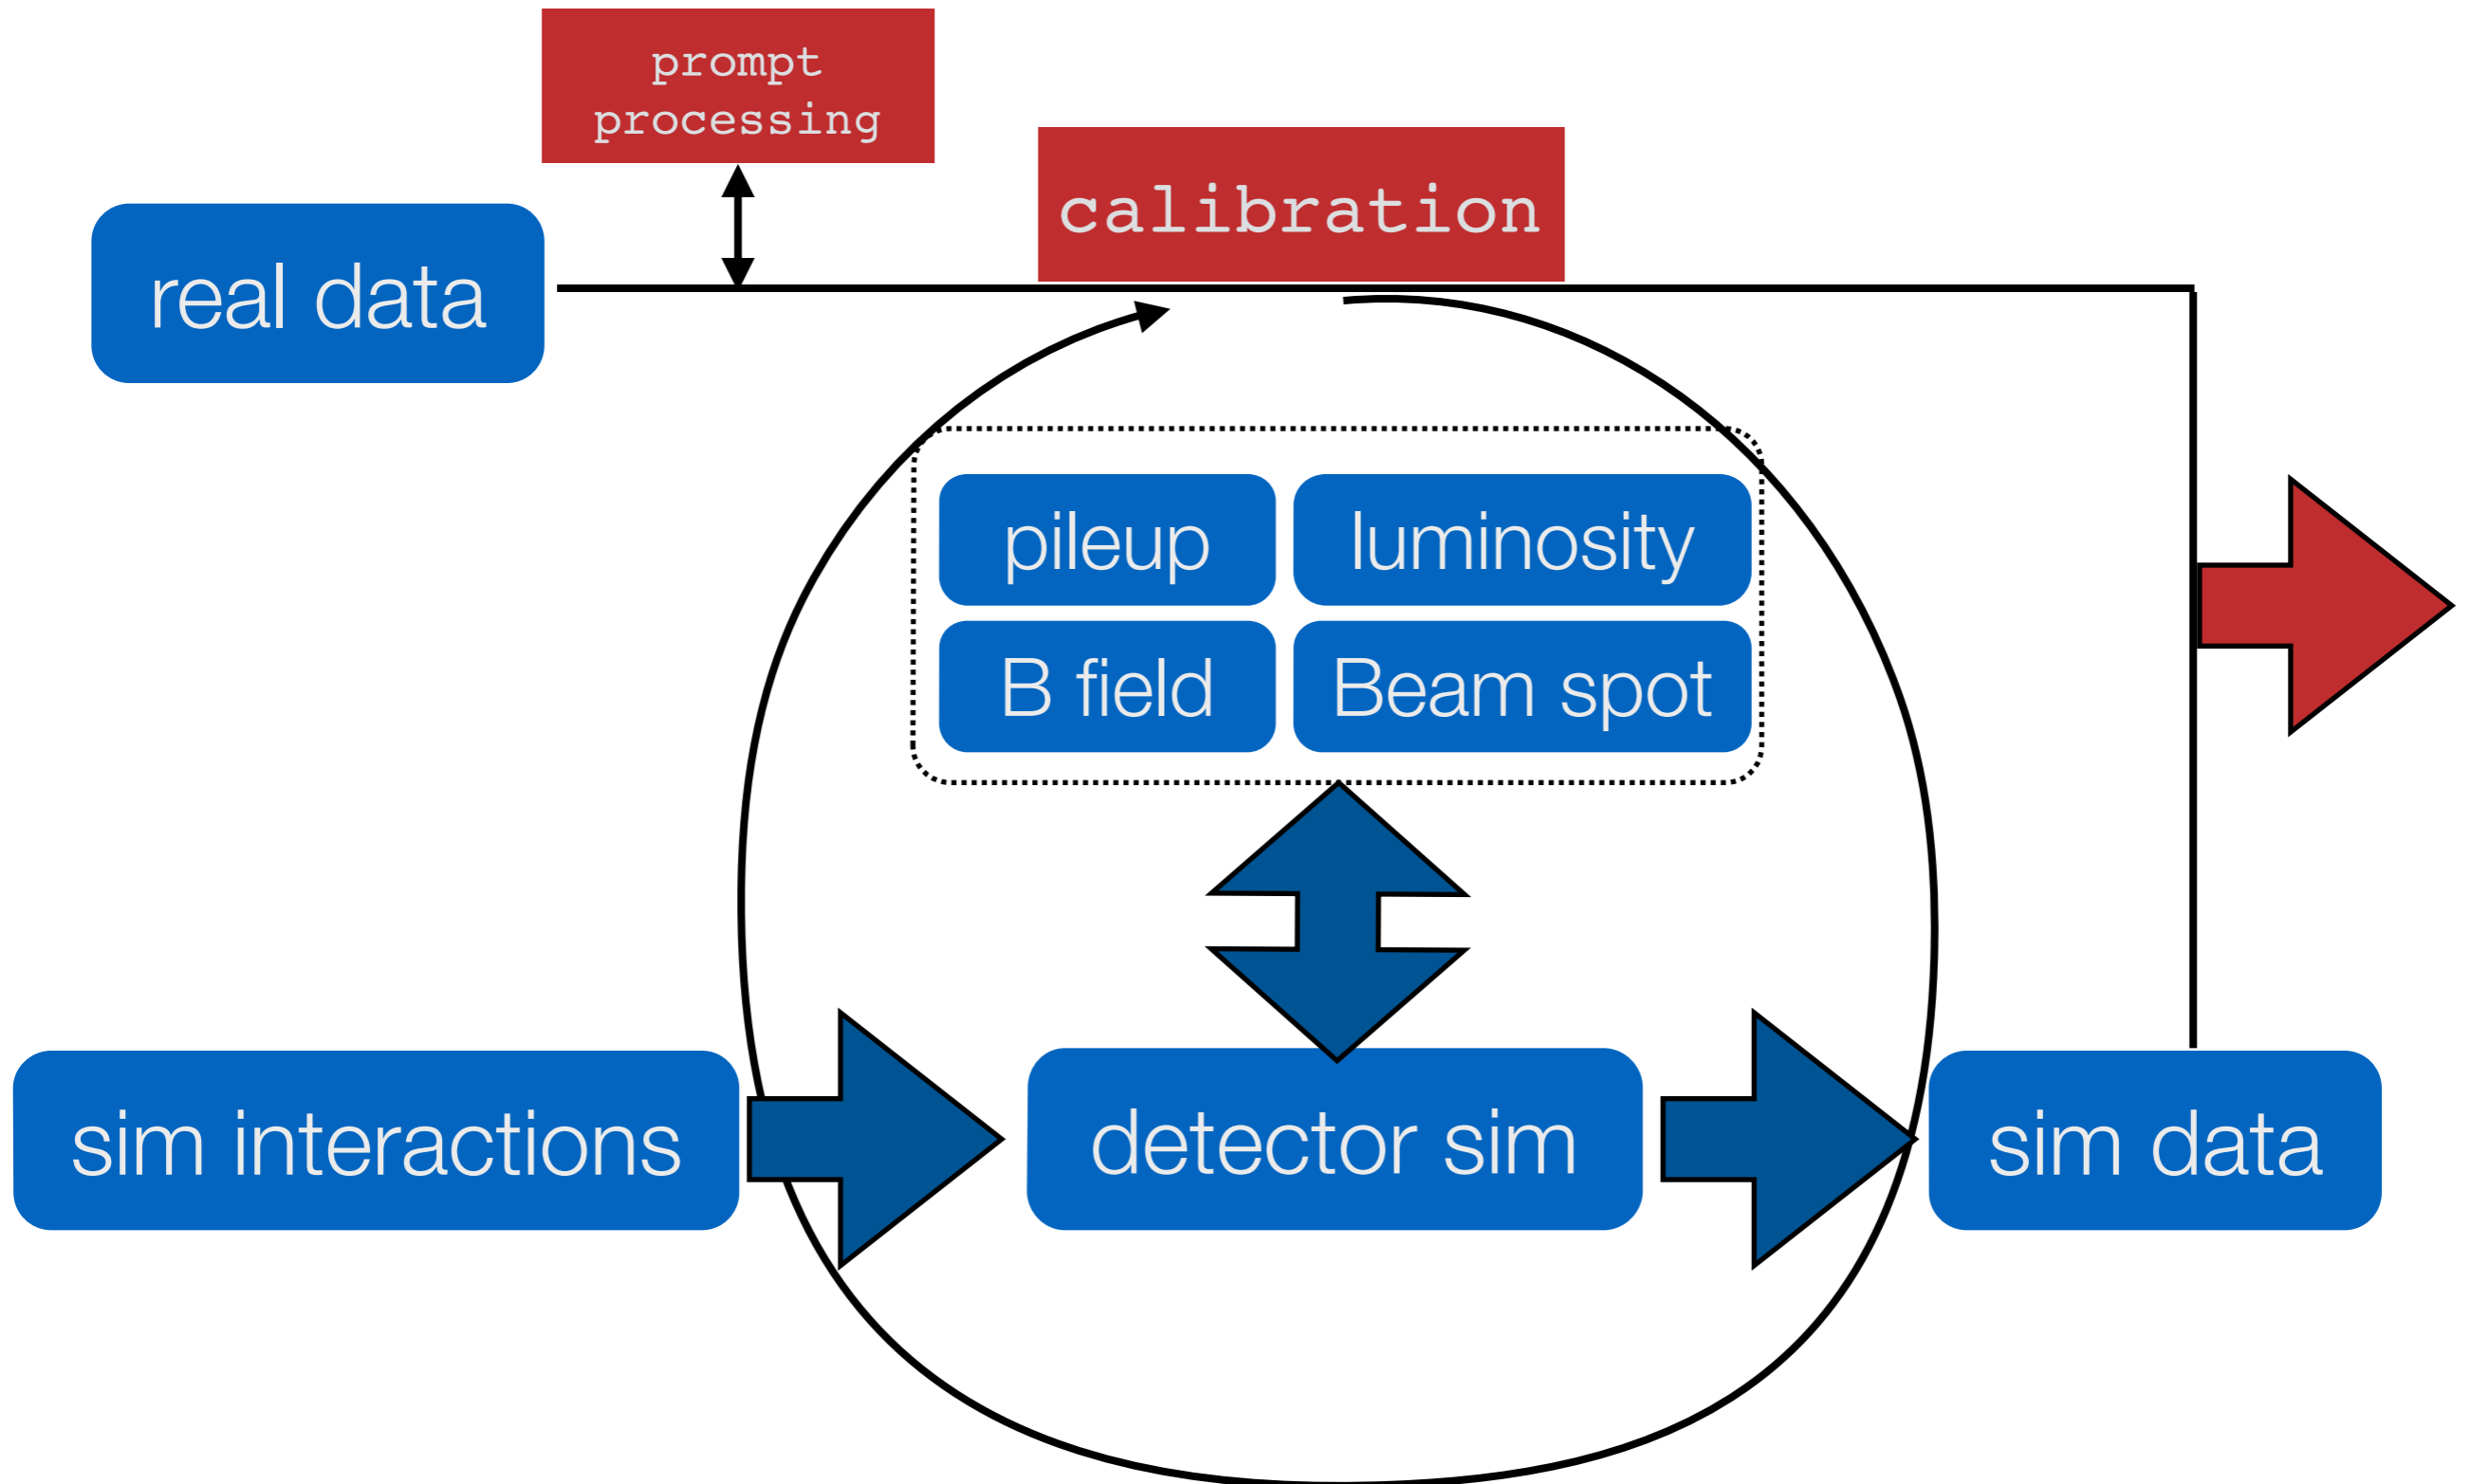 prompt
processing
calibration
real data
pileup
luminosity
B field
Beam spot
sim interactions
detector sim
sim data